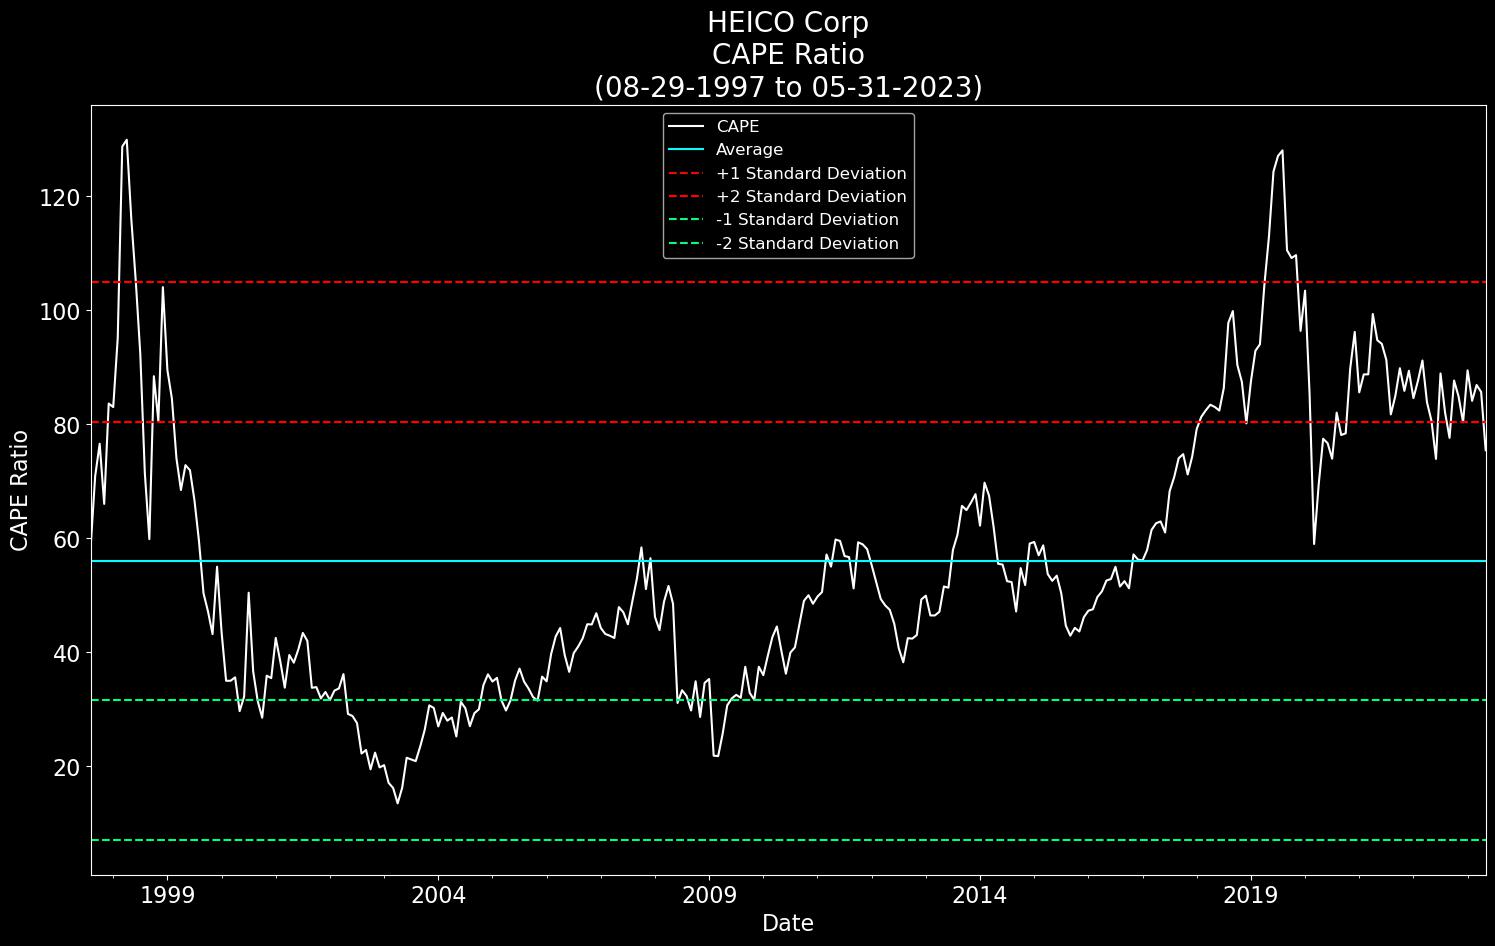 HEICO Corp
CAPE Ratio
(08-29-1997 to 05-31-2023)
CAPE
Average
+1 Standard Deviation
+2 Standard Deviation
-1 Standard Deviation
-2 Standard Deviation
CAPE Ratio
120
100
80
60
40
20
1999
2004
2009
2014
2019
Date